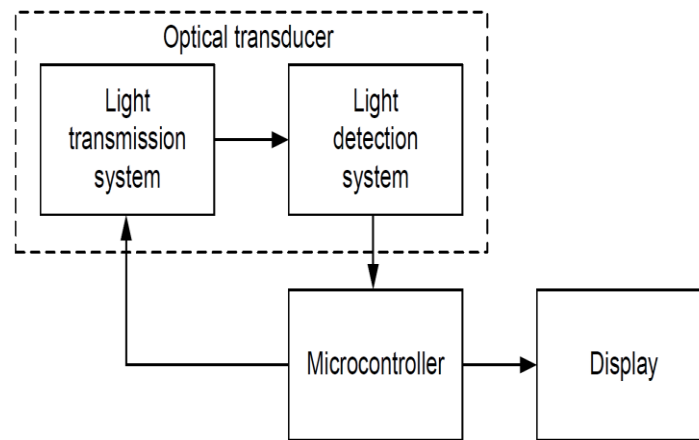 Optical transducer
Light
transmission
system
Light
detection
system
Microcontroller
Display